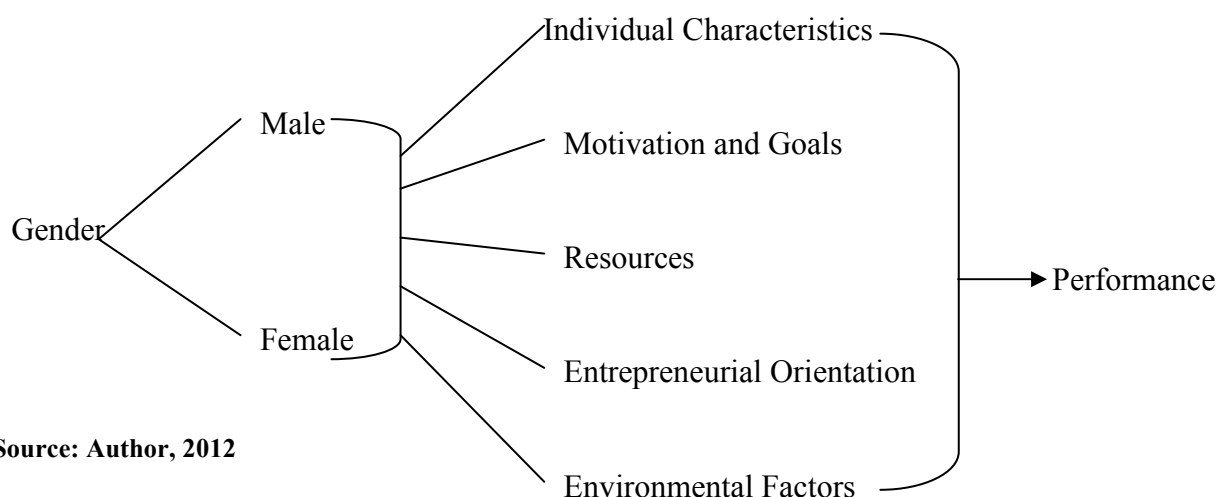 Individual Characteristics
Male
Motivation and Goals
Gender
Resources
Performance
Female
Entrepreneurial Orientation
Source: Author, 2012
Environmental Factors